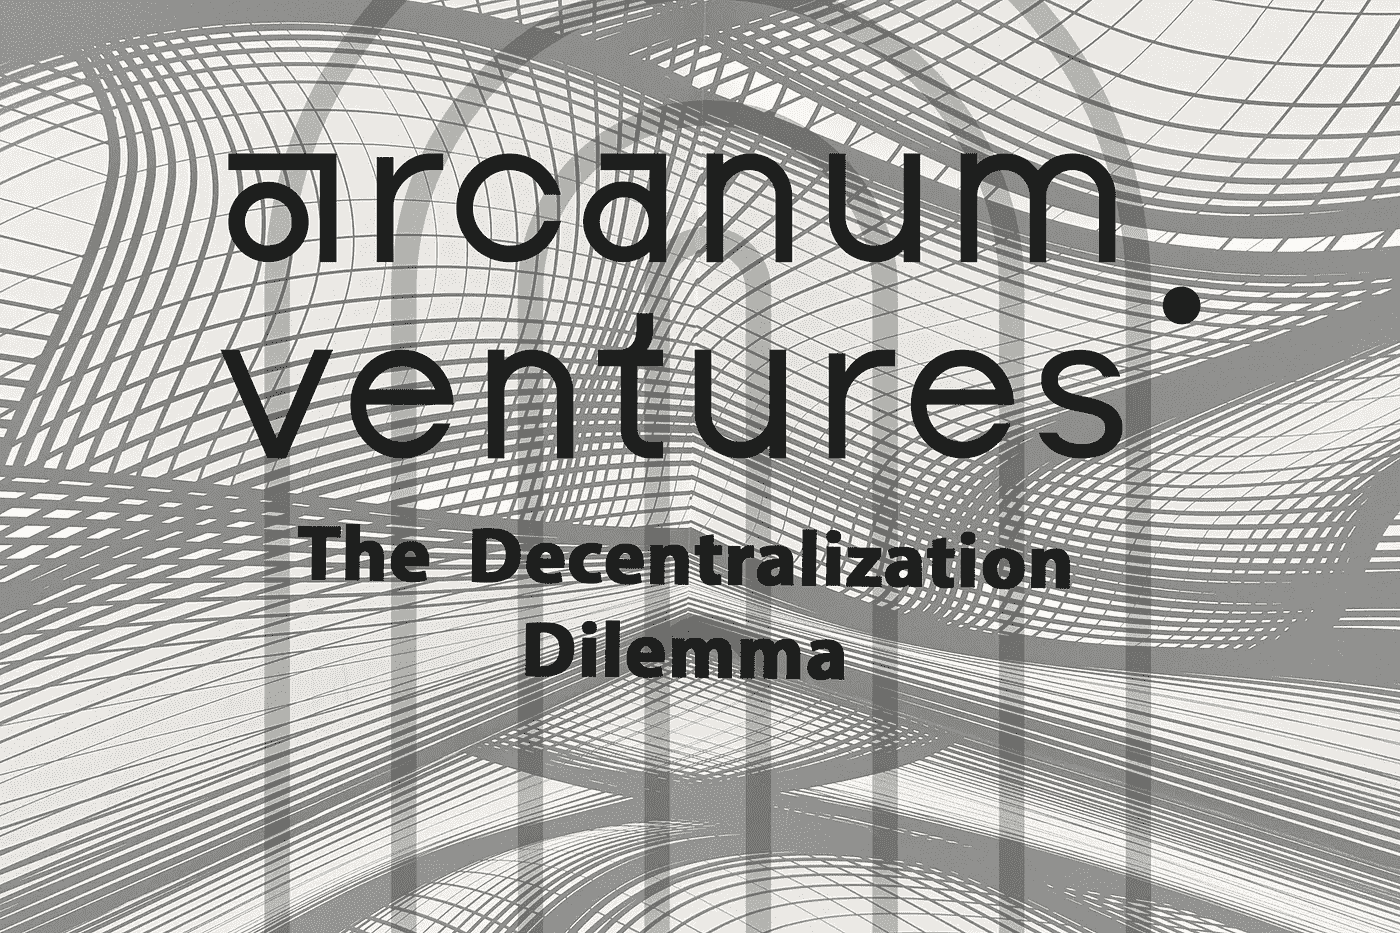 arcanum
ventures
The Decentralization
Dilemma